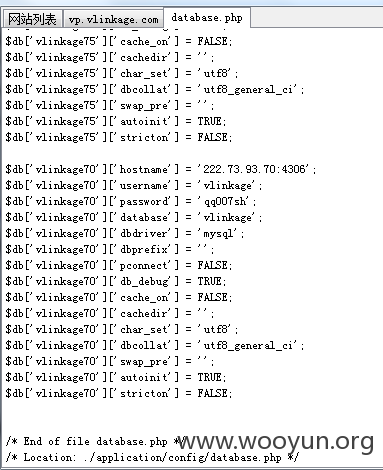 网站列表 vp.vlinkage.com database.php
$db['vlinkage75']['cache_on'] = FALSE;
$db['vlinkage75']['cachedir'] = '';
$db['vlinkage75']['char_set'] = 'utf8';
$db['vlinkage75']['dbcollat'] = 'utf8_general_ci';
$db['vlinkage75']['swap_pre'] = '';
$db['vlinkage75']['autoinit'] = TRUE;
$db['vlinkage75']['stricton'] = FALSE;
$db['vlinkage70']['hostname'] = '222.73.93.70:4306';
$db['vlinkage70']['username'] = 'vlinkage';
$db['vlinkage70']['password'] = 'qq007sh';
$db['vlinkage70']['database'] = 'vlinkage';
$db['vlinkage70']['dbdriver'] = 'mysql';
$db['vlinkage70']['dbprefix'] = '';
$db['vlinkage70']['pconnect'] = FALSE;
$db['vlinkage70']['db_debug'] = TRUE;
$db['vlinkage70']['cache_on'] = FALSE;
$db['vlinkage70']['cachedir'] = '';
$db['vlinkage70']['char_set'] = 'utf8';
$db['vlinkage70']['dbcollat'] = 'utf8_general_ci';
$db['vlinkage70']['swap_pre'] = '';
$db['vlinkage70']['autoinit'] = TRUE;
$db['vlinkage70']['stricton'] = FALSE;
/* End of file database.php */
www.wooyun.org
/* Location: ./application/config/database.php */